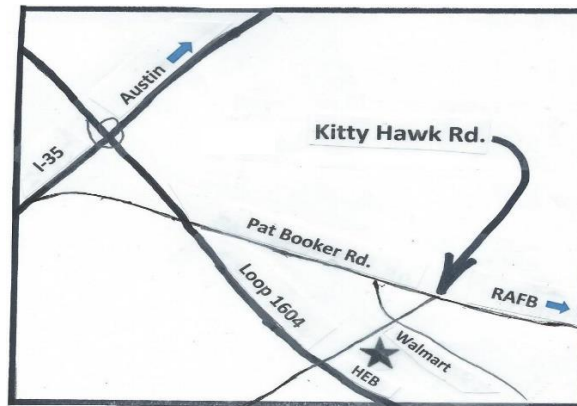 Austin
I-35
Kitty Hawk Rd.
Pat Booker Rd.
RAFB
Loop 1604
Walmart
HEB